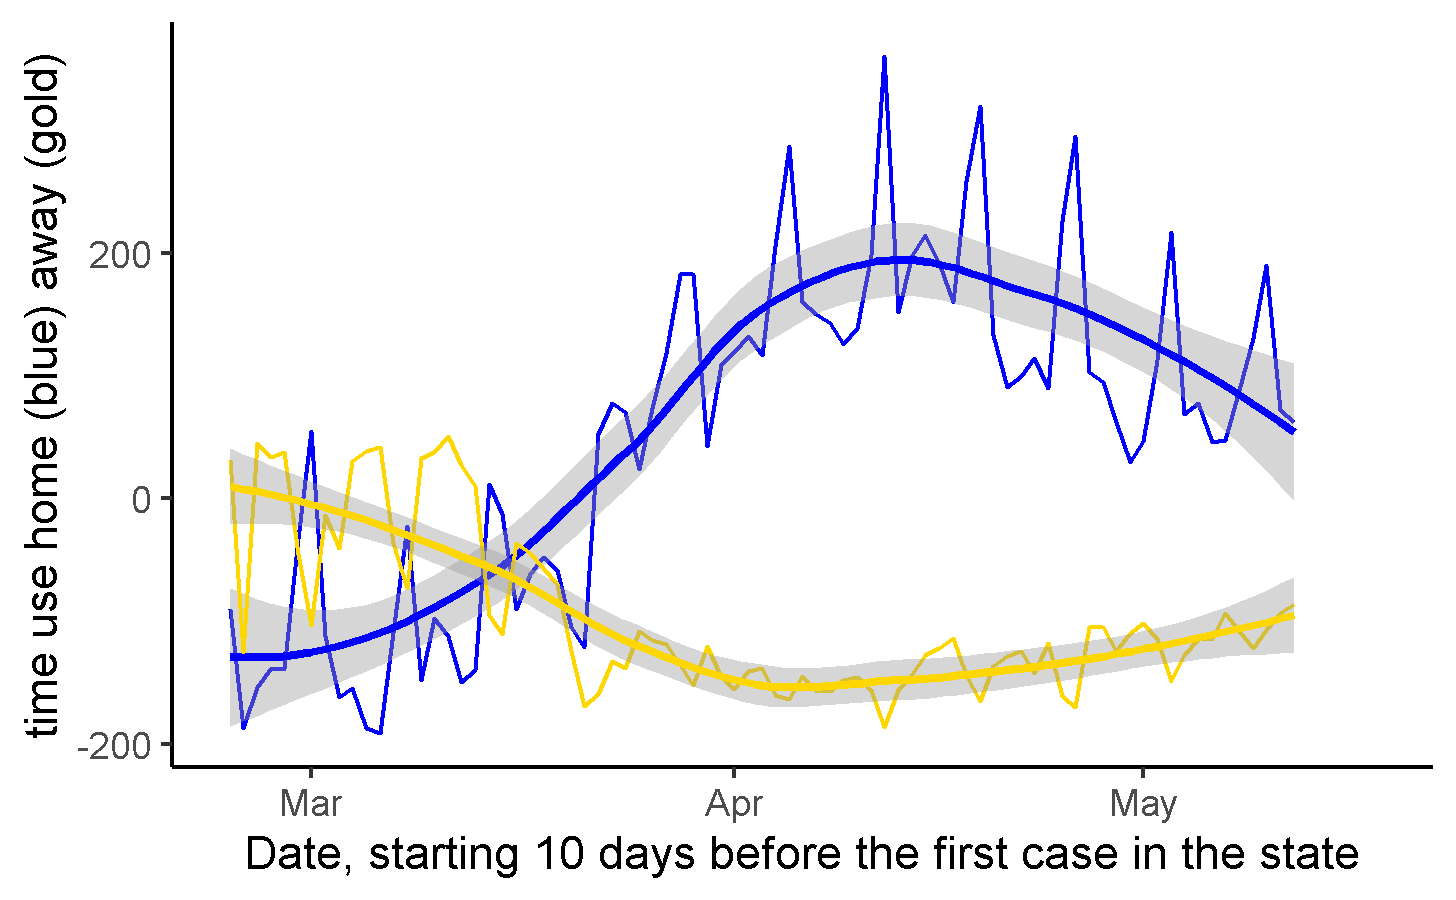 time use home (blue) away (gold)
200
0
-200
Mar
Apr
May
Date, starting 10 days before the first case in the state